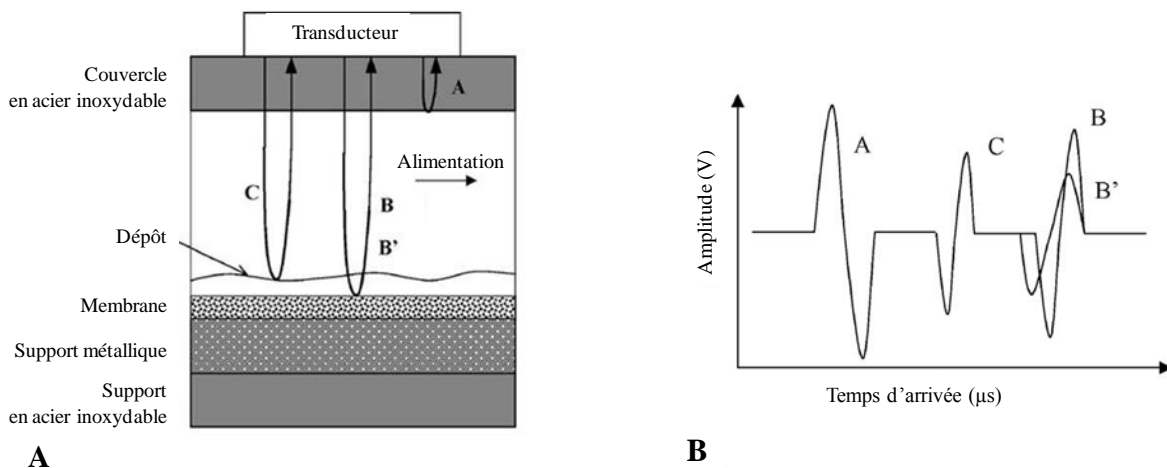 Transducteur
Couvercle
en acier inoxydable
A
Alimentation
C
B
B'
Dépôt
Membrane
Support métallique
Support
en acier inoxydable
A
Amplitude (V)
A
C
B
B'
Temps d'arrivée (µs)
B